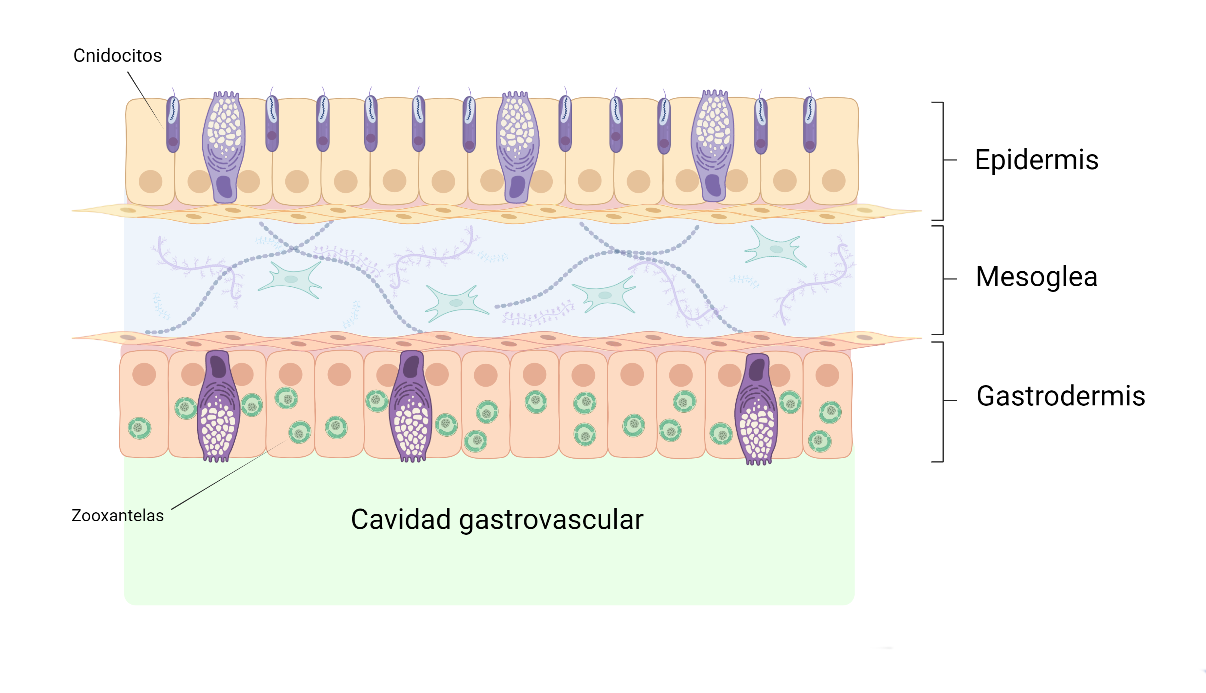 Cnidocitos
Epidermis
Mesoglea
Gastrodermis
Zooxantelas
Cavidad gastrovascular